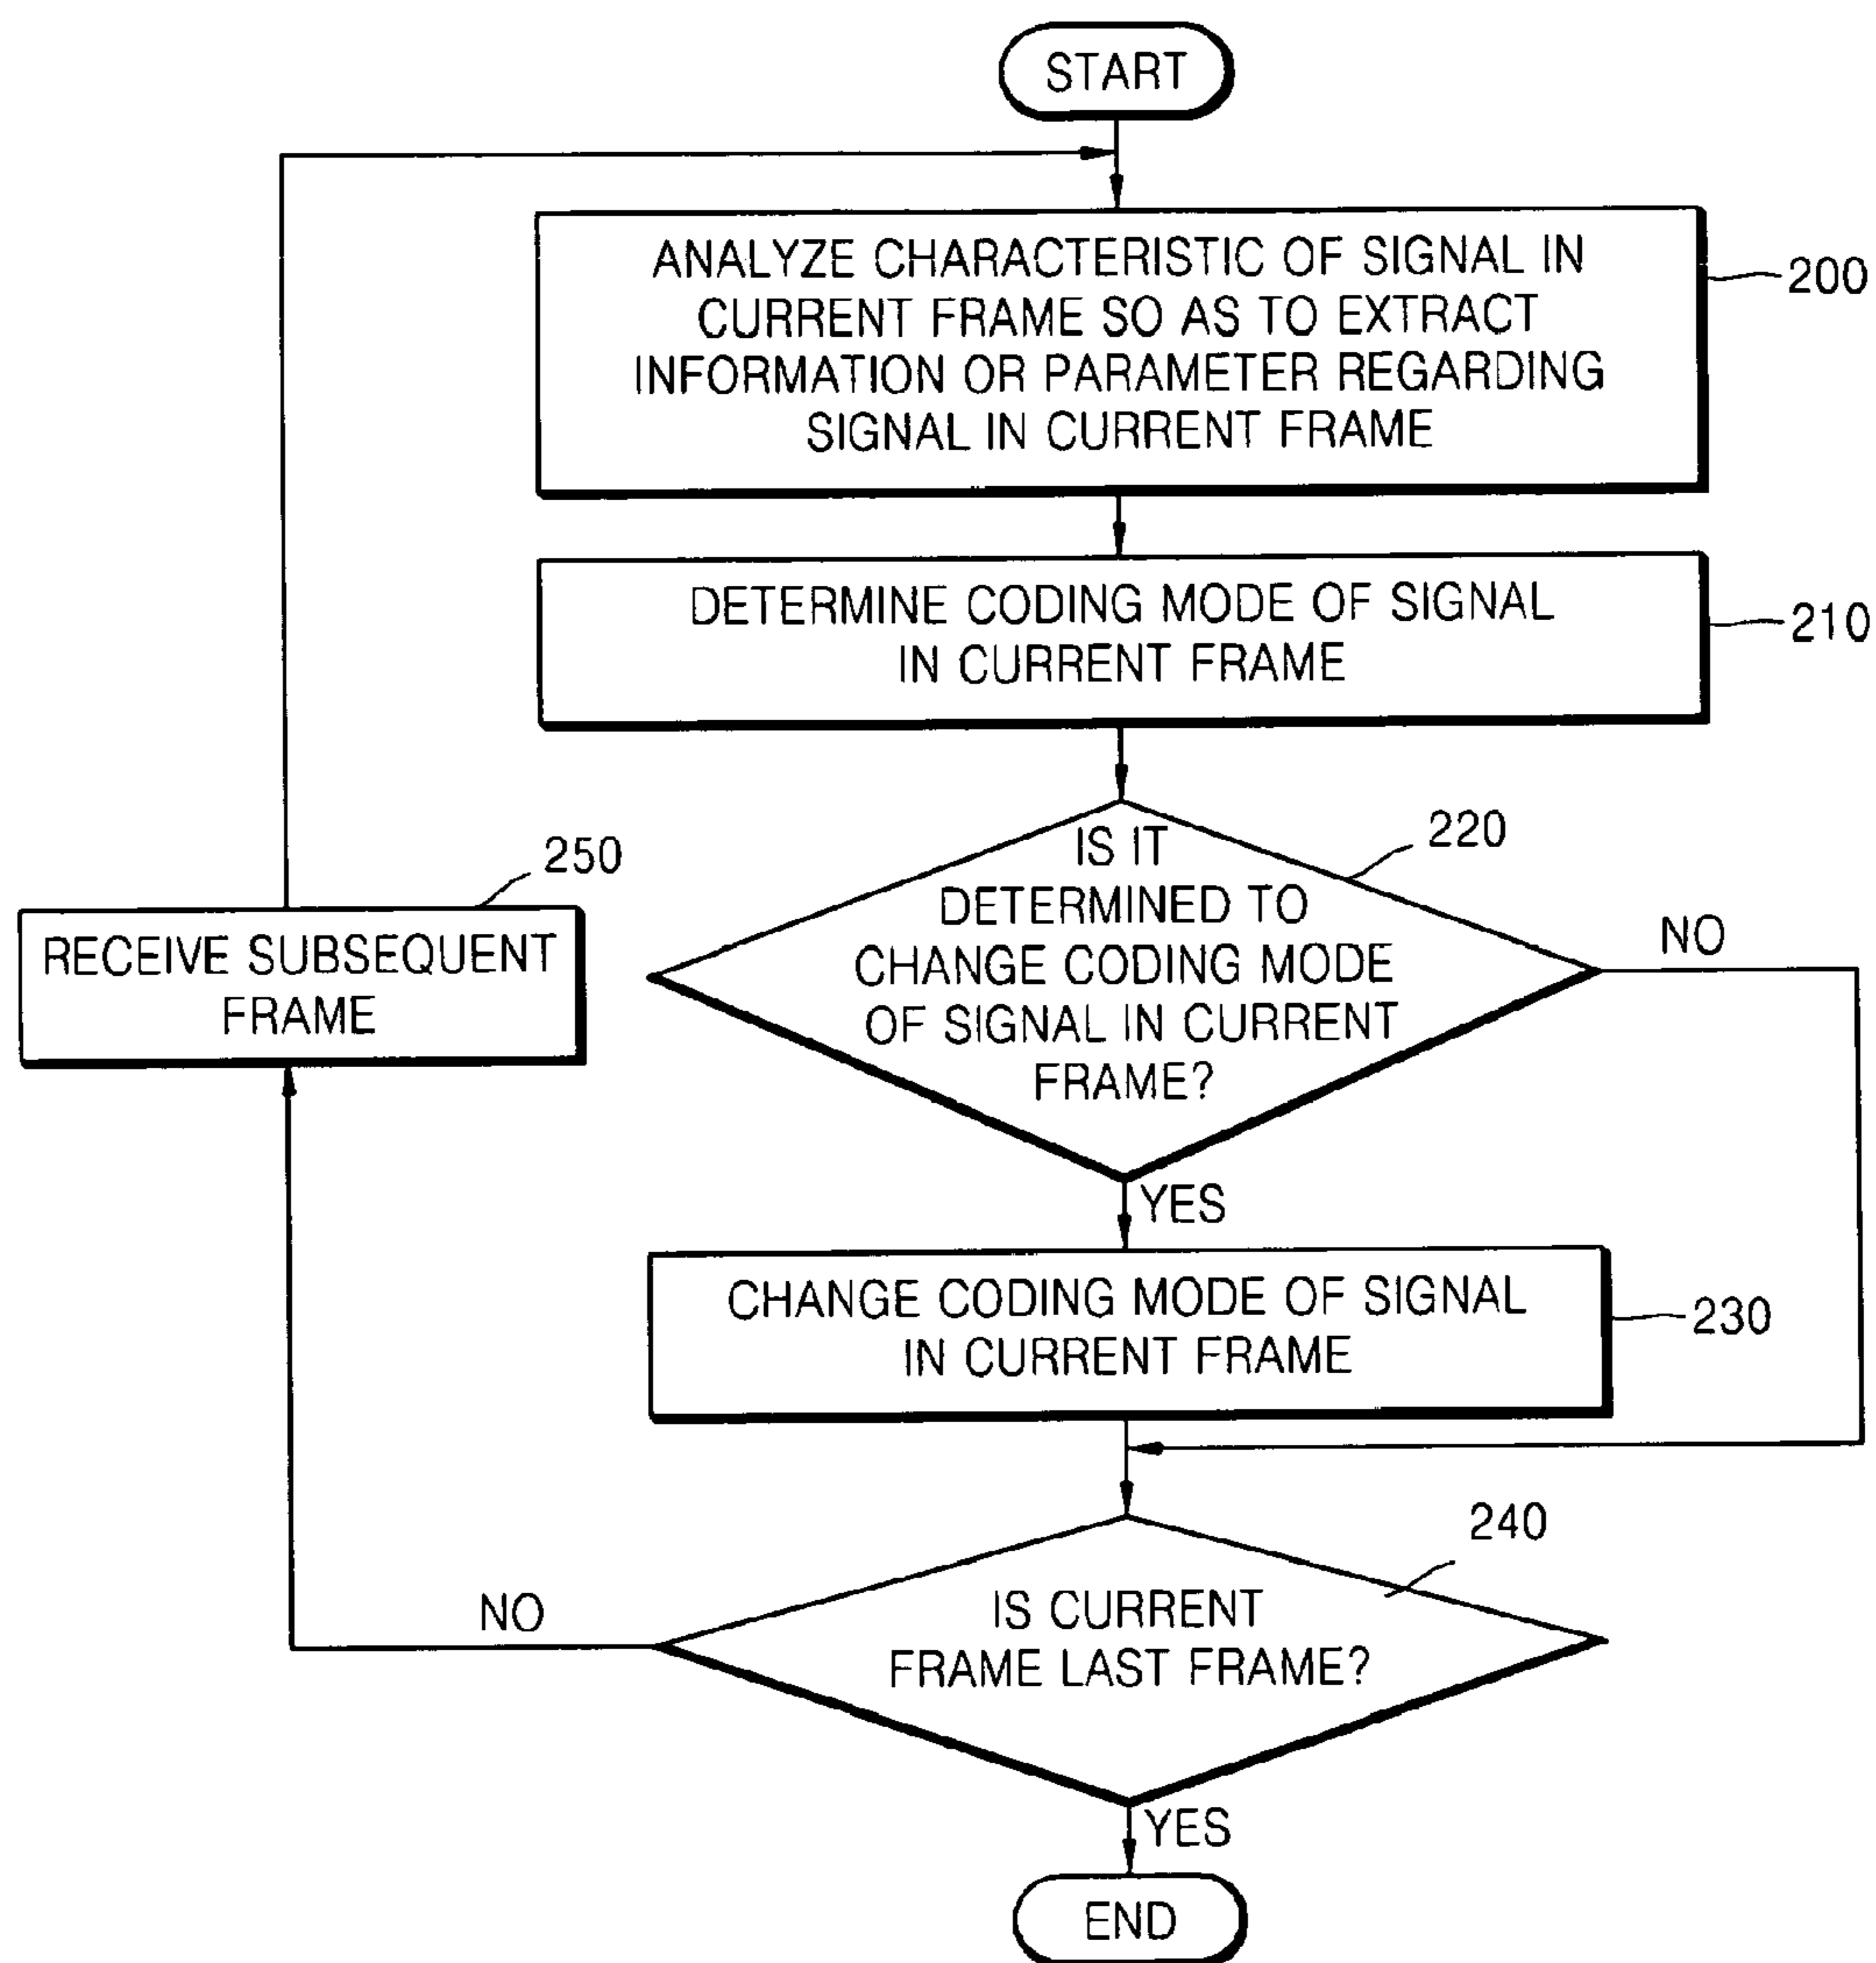 START
ANALYZE CHARACTERISTIC OF SIGNAL IN
CURRENT FRAME SO AS TO EXTRACT
INFORMATION OR PARAMETER REGARDING
SIGNAL IN CURRENT FRAME
200
DETERMINE CODING MODE OF SIGNAL
IN CURRENT FRAME
210
IS IT
DETERMINED TO
CHANGE CODING MODE
OF SIGNAL IN CURRENT
FRAME?
220
NO
250
RECEIVE SUBSEQUENT
FRAME
YES
CHANGE CODING MODE OF SIGNAL
IN CURRENT FRAME
230
240
IS CURRENT
FRAME LAST FRAME?
NO
YES
END